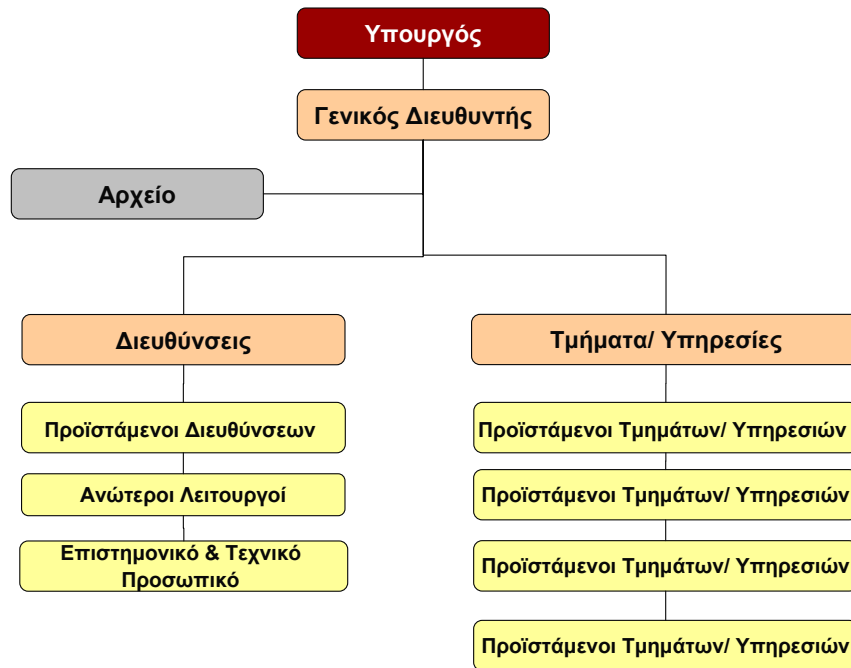 Υπουργός
Γενικός Διευθυντής
Αρχείο
Διευθύνσεις
Τμήματα/ Υπηρεσίες
Προϊστάμενοι Διευθύνσεων
Προϊστάμενοι Τμημάτων/ Υπηρεσιών
Ανώτεροι Λειτουργοί
Προϊστάμενοι Τμημάτων/ Υπηρεσιών
Επιστημονικό & Τεχνικό
Προσωπικό
Προϊστάμενοι Τμημάτων/ Υπηρεσιών
Προϊστάμενοι Τμημάτων/ Υπηρεσιών